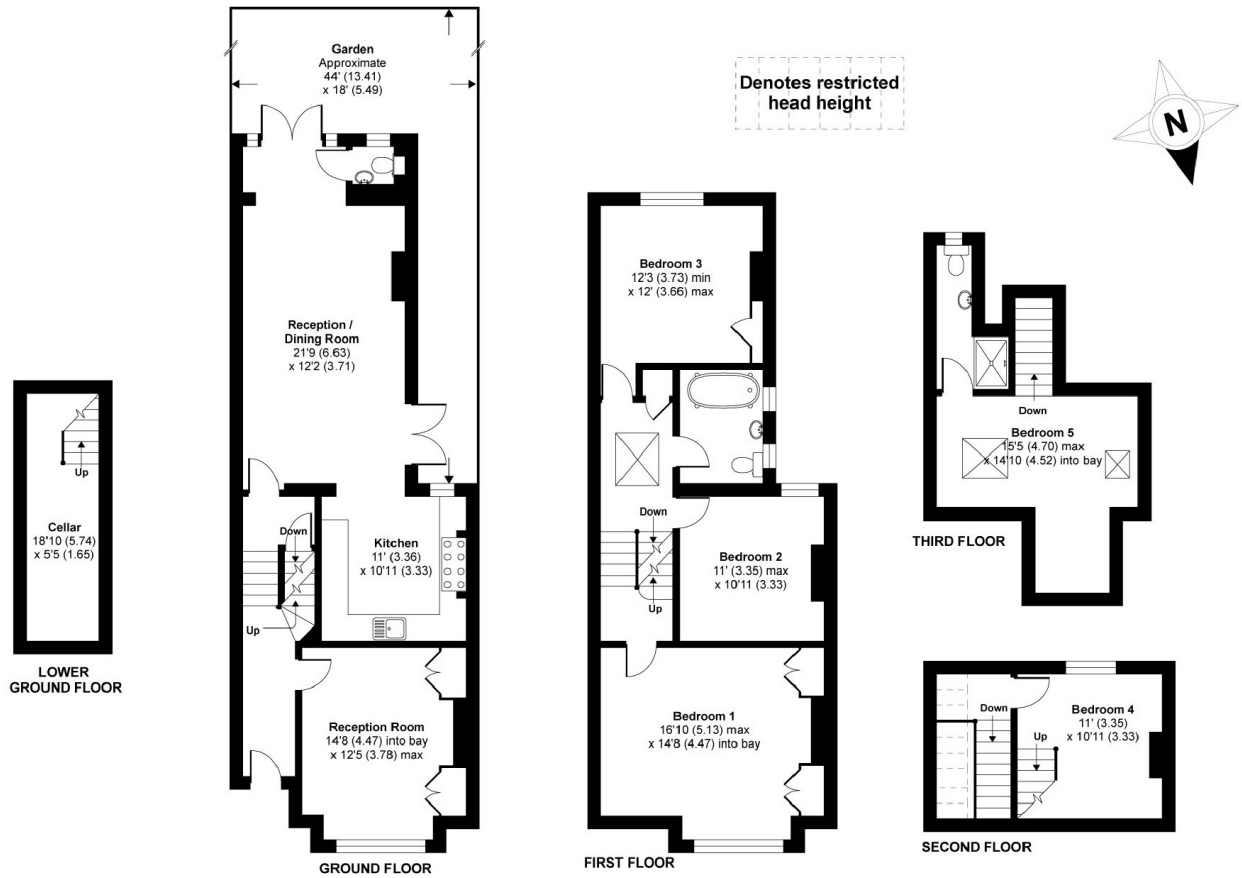 Garden
Approximate
44' (13.41)
x 18' (5.49)
Denotes restricted
head height
N
Reception /
Dining Room
21'9 (6.63)
x 12'2 (3.71)
Down
Kitchen
11' (3.36)
x 10'11 (3.33)
Up
Reception Room
14'8 (4.47) into bay
x 12'5 (3.78) max
GROUND FLOOR
Up
Cellar
18'10 (5.74)
x 5'5 (1.65)
LOWER
GROUND FLOOR
Bedroom 3
12'3 (3.73) min
x 12' (3.66) max
Down
Bedroom 2
11' (3.35) max
x 10'11 (3.33)
Up
Bedroom 1
16'10 (5.13) max
x 14'8 (4.47) into bay
FIRST FLOOR
Down
Bedroom 5
15'5 (4.70) max
x 14'10 (4.52) into bay
THIRD FLOOR
Down
Bedroom 4
11' (3.35)
x 10'11 (3.33)
Up
SECOND FLOOR